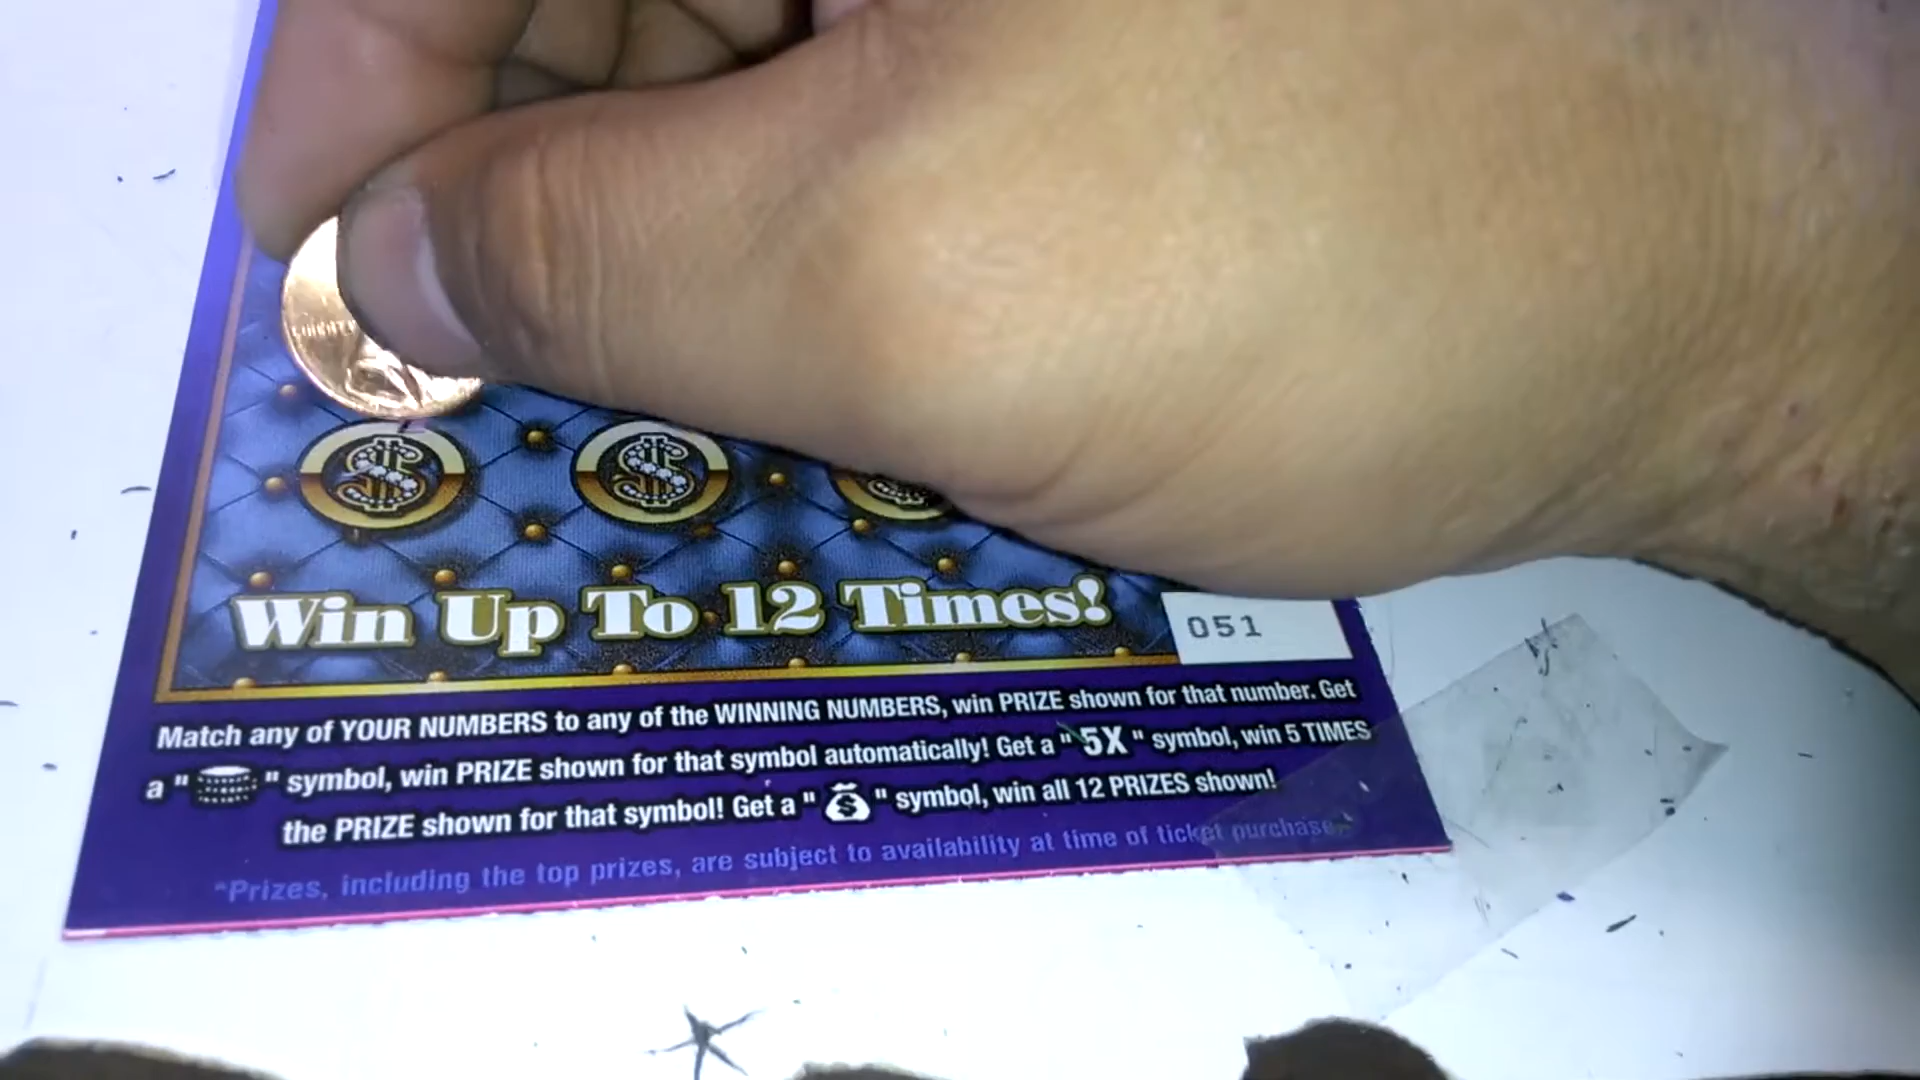 Win Up To 12 Times!
051
Match any of YOUR NUMBERS to any of the WINNING NUMBERS, win PRIZE shown for that number. Get
a " " symbol, win PRIZE shown for that symbol automatically! Get a " 5X " symbol, win 5 TIMES
the PRIZE shown for that symbol! Get a " $ " symbol, win all 12 PRIZES shown!
*Prizes, including the top prizes, are subject to availability at time of ticket purchase.